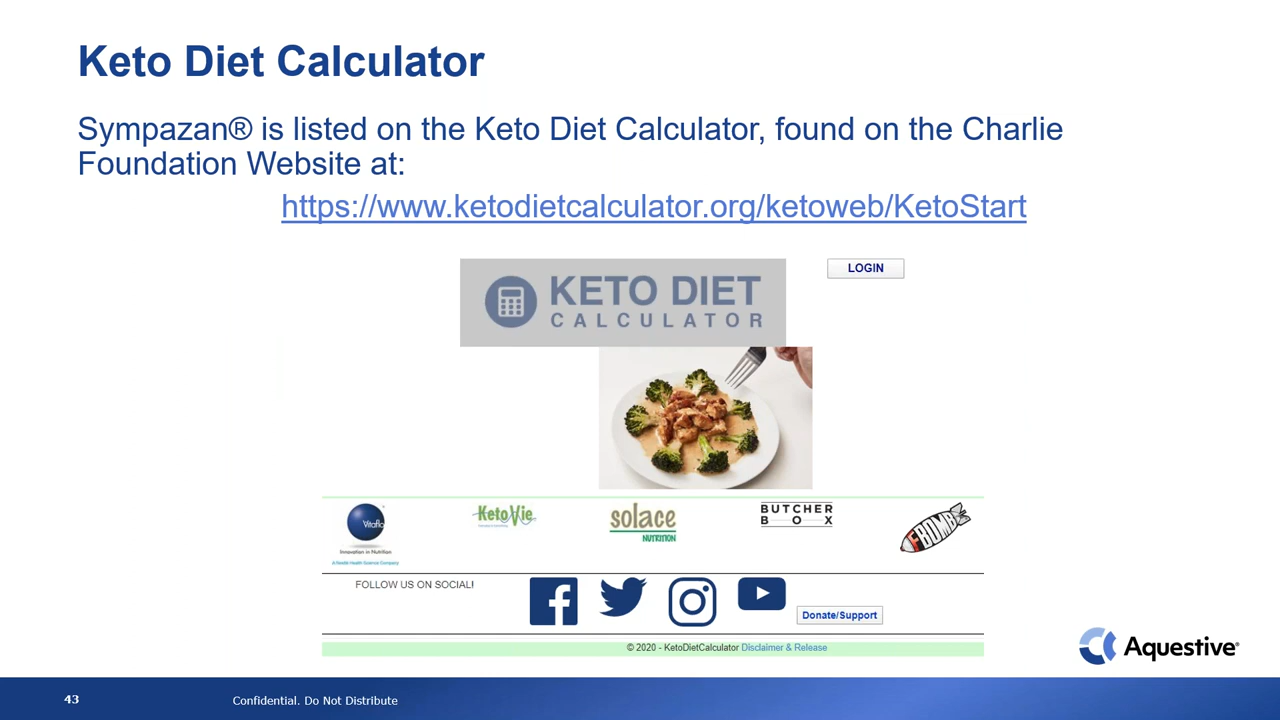 Keto Diet Calculator
Sympazan® is listed on the Keto Diet Calculator, found on the Charlie
Foundation Website at:
https://www.ketodietcalculator.org/ketoweb/KetoStart
KETO DIET
CALCULATOR
LOGIN
Vitaflo
Innovation in Nutrition
A Nestlé Health Science Company
KetoVie
solace
NUTRITION
BUTCHER
BOX
FBOMB
FOLLOW US ON SOCIAL!
Donate/Support
© 2020 - KetoDietCalculator Disclaimer & Release
Aquestive®
43
Confidential. Do Not Distribute